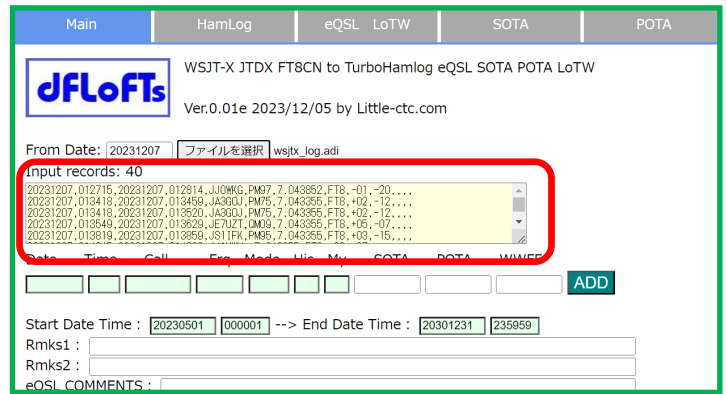 Main HamLog eQSL LoTW SOTA POTA
dFLoFTs
WSJT-X JTDX FT8CN to TurboHamlog eQSL SOTA POTA LoTW
Ver.0.01e 2023/12/05 by Little-ctc.com
From Date: 20231207 ファイルを選択 wsjtx_log.adi
Input records: 40
20231207,012715,20231207,012814,JJ0WKG,PM97,7.043852,FT8,-01,-20,,,,
20231207,013418,20231207,013459,JA3GOJ,PM75,7.043355,FT8,+02,-12,,,,
20231207,013418,20231207,013520,JA3GOJ,PM75,7.043355,FT8,+02,-12,,,,
20231207,013549,20231207,013629,JE7UZT,QM09,7.043355,FT8,+05,-07,,,,
20231207,013819,20231207,013859,JS1IFK,PM95,7.043355,FT8,+03,-15,,,,
Date Time Call Frq Mode His My SOTA POTA WWFF
ADD
Start Date Time : 20230501 000001 --> End Date Time : 20301231 235959
Rmks1 :
Rmks2 :
eQSL COMMENTS :